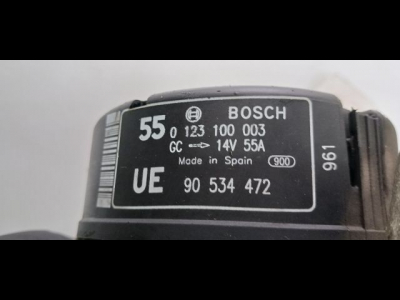 BOSCH
55 0 123 100 003
GC 14V 55A
Made in Spain 900
UE 90 534 472
961